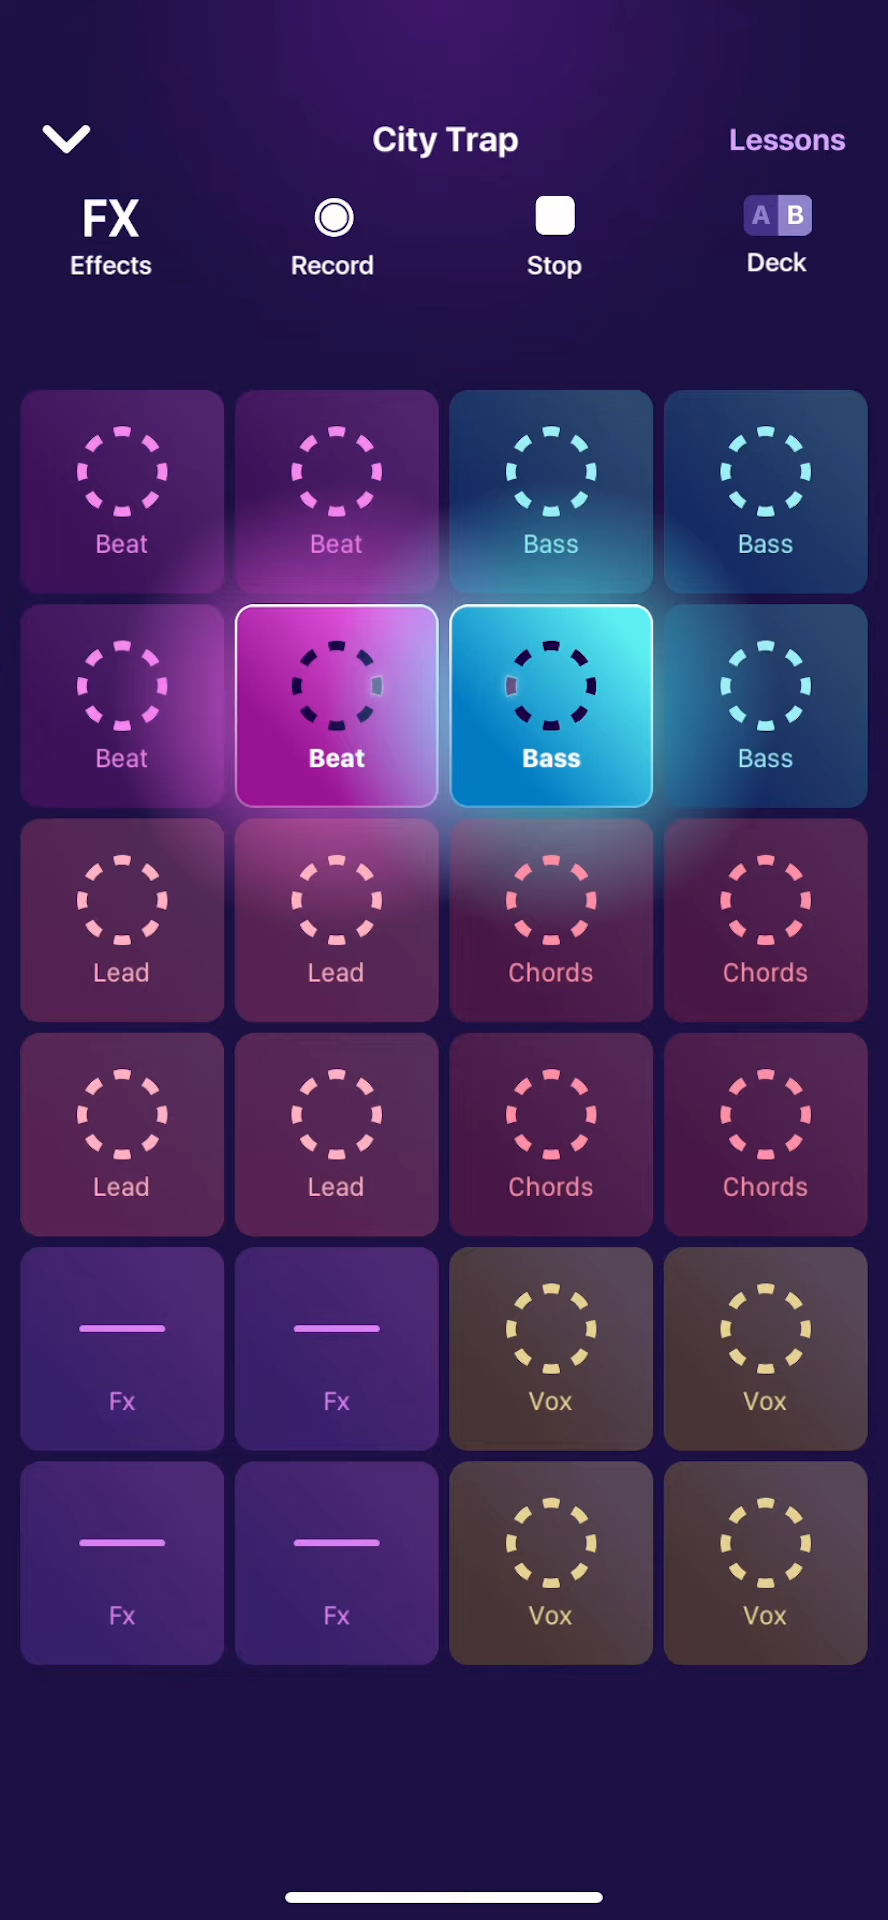 City Trap
Lessons
FX
Effects
Record
Stop
A B
Deck
Beat
Beat
Bass
Bass
Beat
Beat
Bass
Bass
Lead
Lead
Chords
Chords
Lead
Lead
Chords
Chords
Fx
Fx
Vox
Vox
Fx
Fx
Vox
Vox